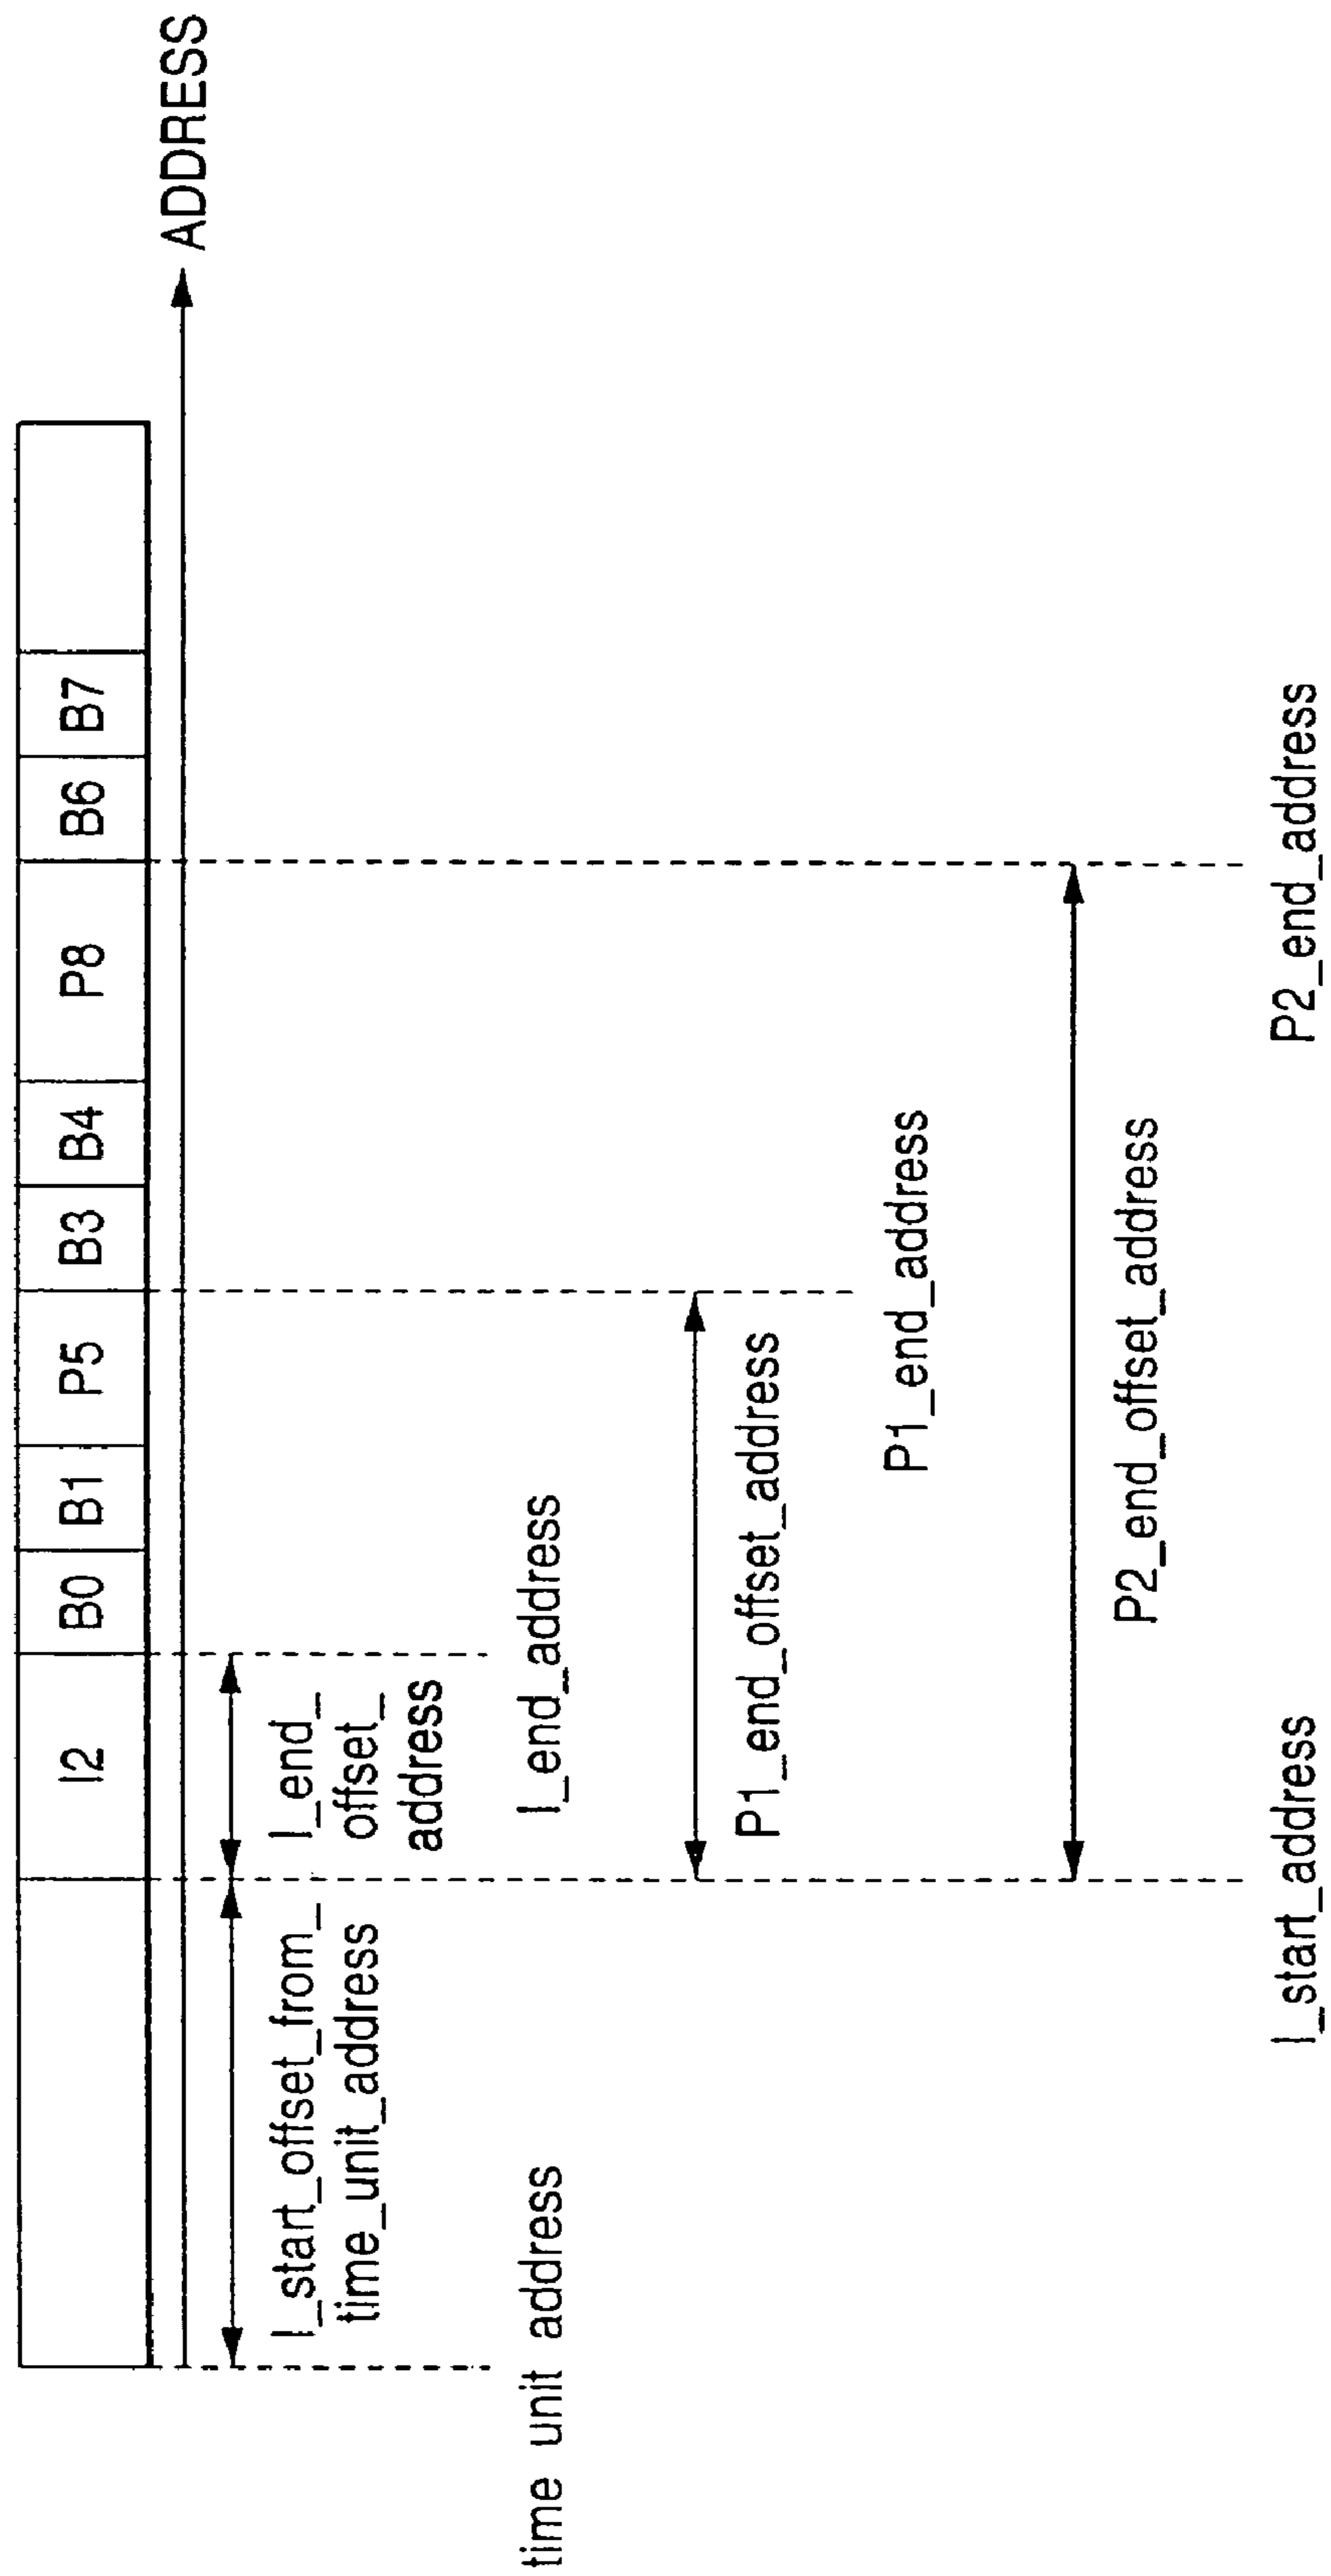 I2
B0
B1
P5
B3
B4
P8
B6
B7
ADDRESS
I_start_offset_from_
time_unit_address
I_end_
offset_
address
time unit address
I_end_address
P1_end_offset_address
P1_end_address
P2_end_offset_address
I_start_address
P2_end_address